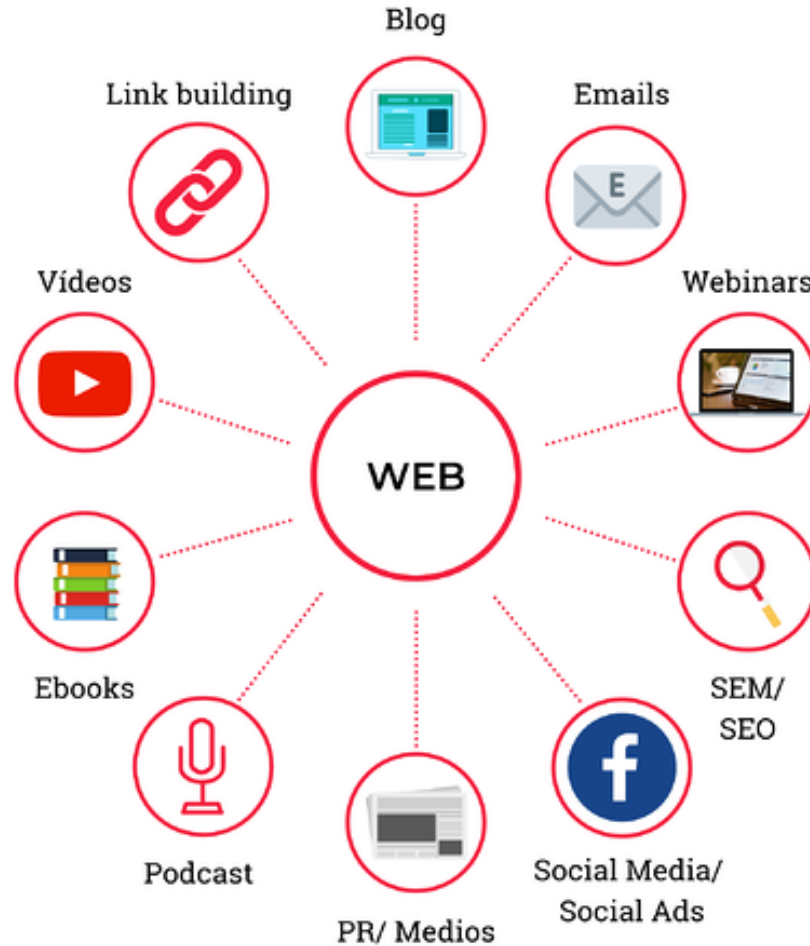 Blog
Link building
Emails
E
Vídeos
Webinars
WEB
Ebooks
SEM/
SEO
Podcast
Social Media/
Social Ads
PR/ Medios